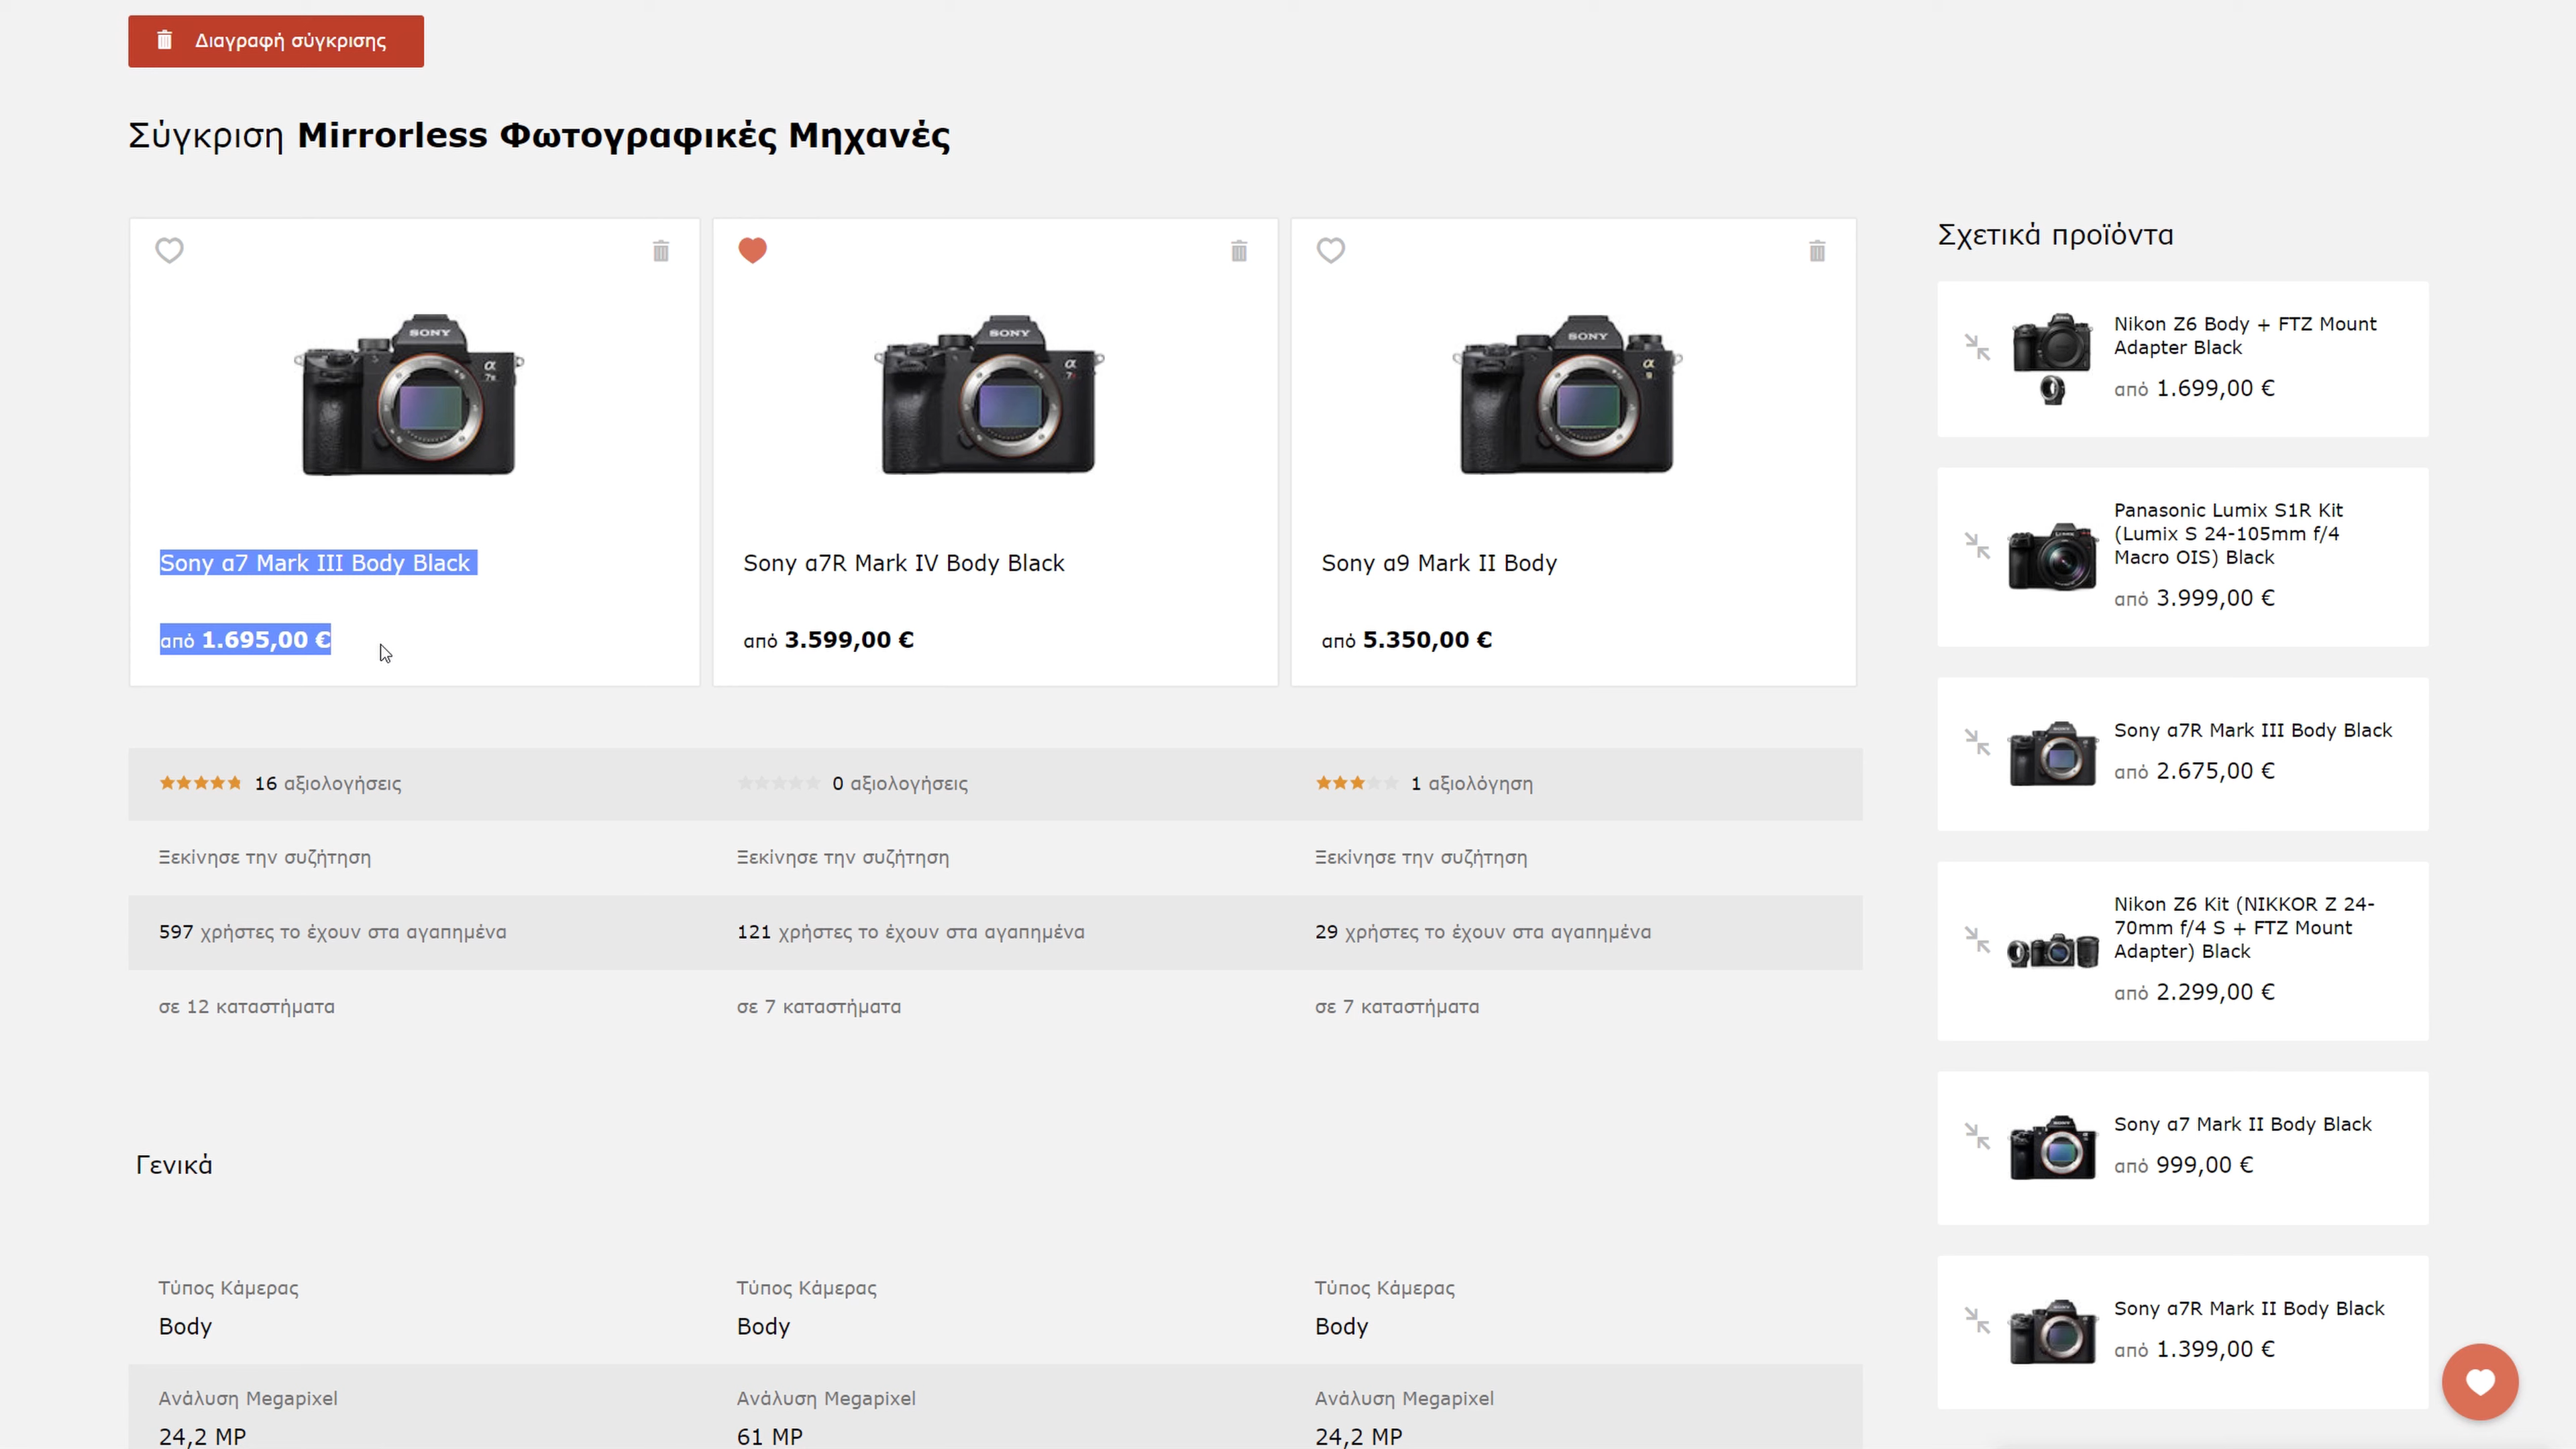 Διαγραφή σύγκρισης
Σύγκριση Mirrorless Φωτογραφικές Μηχανές
SONY
α
SONY
α
SONY
α
Sony α7 Mark III Body Black
από 1.695,00 €
Sony α7R Mark IV Body Black
από 3.599,00 €
Sony α9 Mark II Body
από 5.350,00 €
16 αξιολογήσεις
0 αξιολογήσεις
1 αξιολόγηση
Ξεκίνησε την συζήτηση
Ξεκίνησε την συζήτηση
Ξεκίνησε την συζήτηση
597 χρήστες το έχουν στα αγαπημένα
121 χρήστες το έχουν στα αγαπημένα
29 χρήστες το έχουν στα αγαπημένα
σε 12 καταστήματα
σε 7 καταστήματα
σε 7 καταστήματα
Γενικά
Τύπος Κάμερας
Body
Τύπος Κάμερας
Body
Τύπος Κάμερας
Body
Ανάλυση Megapixel
24,2 MP
Ανάλυση Megapixel
61 MP
Ανάλυση Megapixel
24,2 MP
Σχετικά προϊόντα
Nikon Z6 Body + FTZ Mount
Adapter Black
από 1.699,00 €
Panasonic Lumix S1R Kit
(Lumix S 24-105mm f/4
Macro OIS) Black
από 3.999,00 €
Sony α7R Mark III Body Black
από 2.675,00 €
Nikon Z6 Kit (NIKKOR Z 24-
70mm f/4 S + FTZ Mount
Adapter) Black
από 2.299,00 €
Sony α7 Mark II Body Black
από 999,00 €
Sony α7R Mark II Body Black
από 1.399,00 €